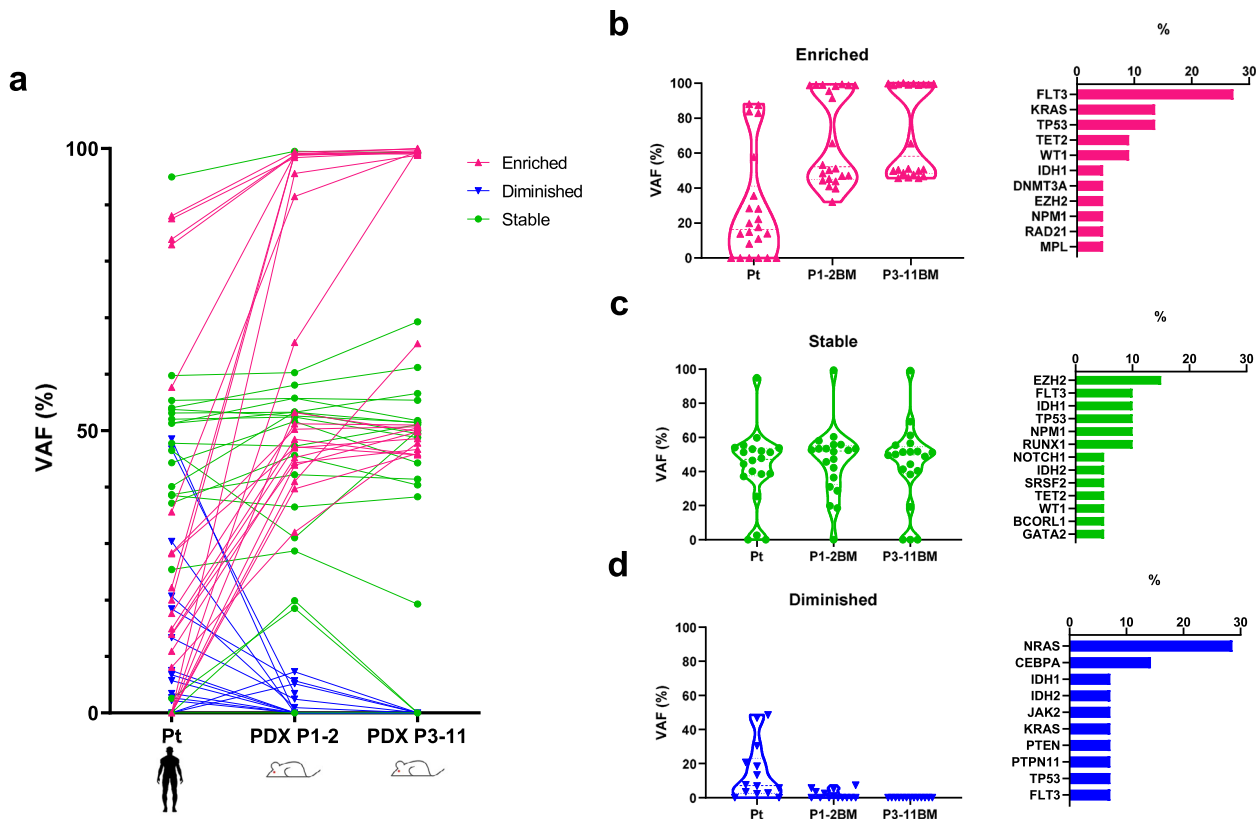 a
100
50
0
VAF (%)
Pt
PDX P1-2
PDX P3-11
Enriched
Diminished
Stable
b
Enriched
VAF (%)
100
80
60
40
20
0
Pt
P1-2BM
P3-11BM
%
0
10
20
30
FLT3
KRAS
TP53
TET2
WT1
IDH1
DNMT3A
EZH2
NPM1
RAD21
MPL
c
Stable
VAF (%)
100
80
60
40
20
0
Pt
P1-2BM
P3-11BM
%
0
10
20
30
EZH2
FLT3
IDH1
TP53
NPM1
RUNX1
NOTCH1
IDH2
SRSF2
TET2
WT1
BCORL1
GATA2
d
Diminished
VAF (%)
100
80
60
40
20
0
Pt
P1-2BM
P3-11BM
%
0
10
20
30
NRAS
CEBPA
IDH1
IDH2
JAK2
KRAS
PTEN
PTPN11
TP53
FLT3